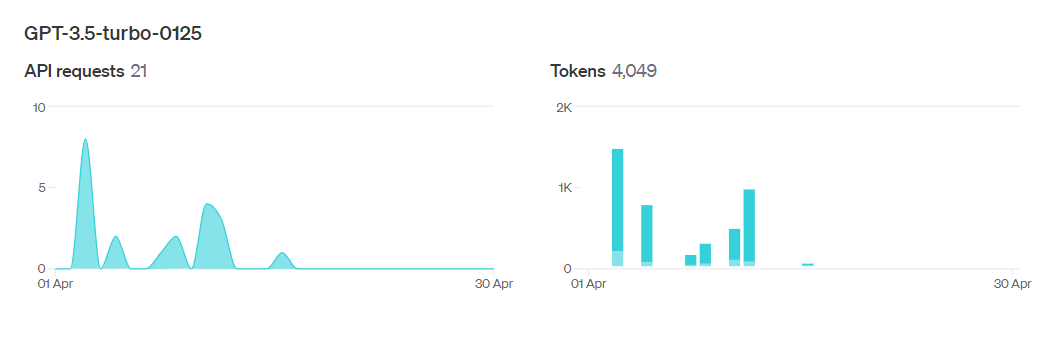 GPT-3.5-turbo-0125
API requests 21
10
5
0
01 Apr 30 Apr
Tokens 4,049
2K
1K
0
01 Apr 30 Apr